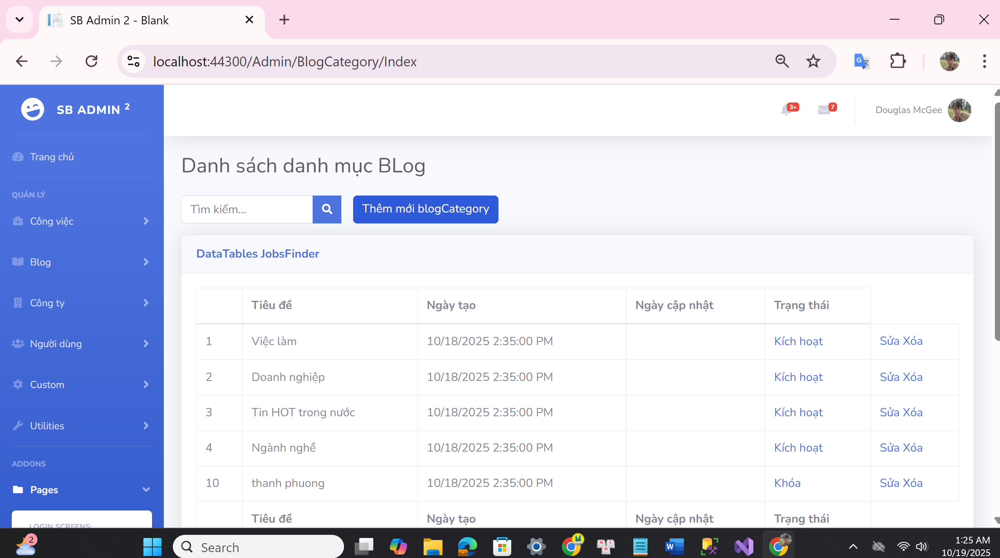 SB Admin 2 - Blank
localhost:44300/Admin/BlogCategory/Index
SB ADMIN 2
3+
7
Douglas McGee
Trang chủ
QUẢN LÝ
Công việc
Blog
Công ty
Người dùng
Custom
Utilities
ADDONS
Pages
LOGIN SCREENS:
Danh sách danh mục BLog
Tìm kiếm...
Thêm mới blogCategory
DataTables JobsFinder
Tiêu đề Ngày tạo Ngày cập nhật Trạng thái
1 Việc làm 10/18/2025 2:35:00 PM Kích hoạt Sửa Xóa
2 Doanh nghiệp 10/18/2025 2:35:00 PM Kích hoạt Sửa Xóa
3 Tin HOT trong nước 10/18/2025 2:35:00 PM Kích hoạt Sửa Xóa
4 Ngành nghề 10/18/2025 2:35:00 PM Kích hoạt Sửa Xóa
10 thanh phuong 10/18/2025 2:35:00 PM Khóa Sửa Xóa
Tiêu đề Ngày tạo Ngày cập nhật Trạng thái
2
Search
1:25 AM
10/19/2025